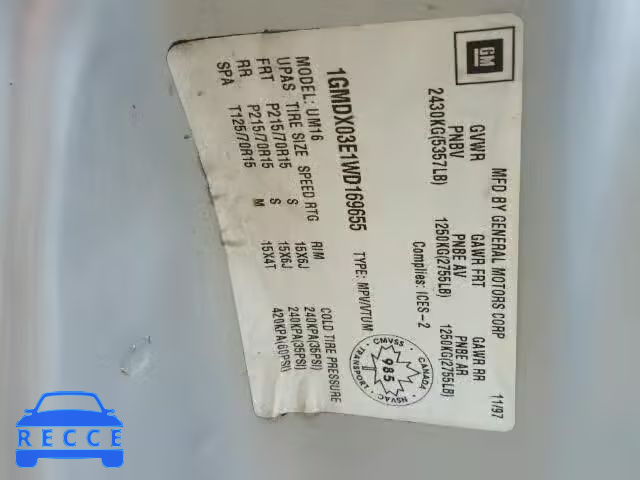 GM
MFD BY GENERAL MOTORS CORP 11/97
GVWR GAWR FRT GAWR RR
PNBV PNBE AV PNBE AR
2430KG(5357LB) 1250KG(2755LB) 1250KG(2755LB)
Complies: ICES-2
1GMDX03E1WD169655 TYPE: MPV/VTUM
MODEL: UM16
UPAS TIRE SIZE SPEED RTG RIM COLD TIRE PRESSURE
FRT P215/70R15 S 15X6J 240KPA(35PSI)
RR P215/70R15 S 15X6J 240KPA(35PSI)
SPA T125/70R15 M 15X4T 420KPA(60PSI)
CMVSS
CANADA
NSVAC
TRANSPORT
985
RECCE